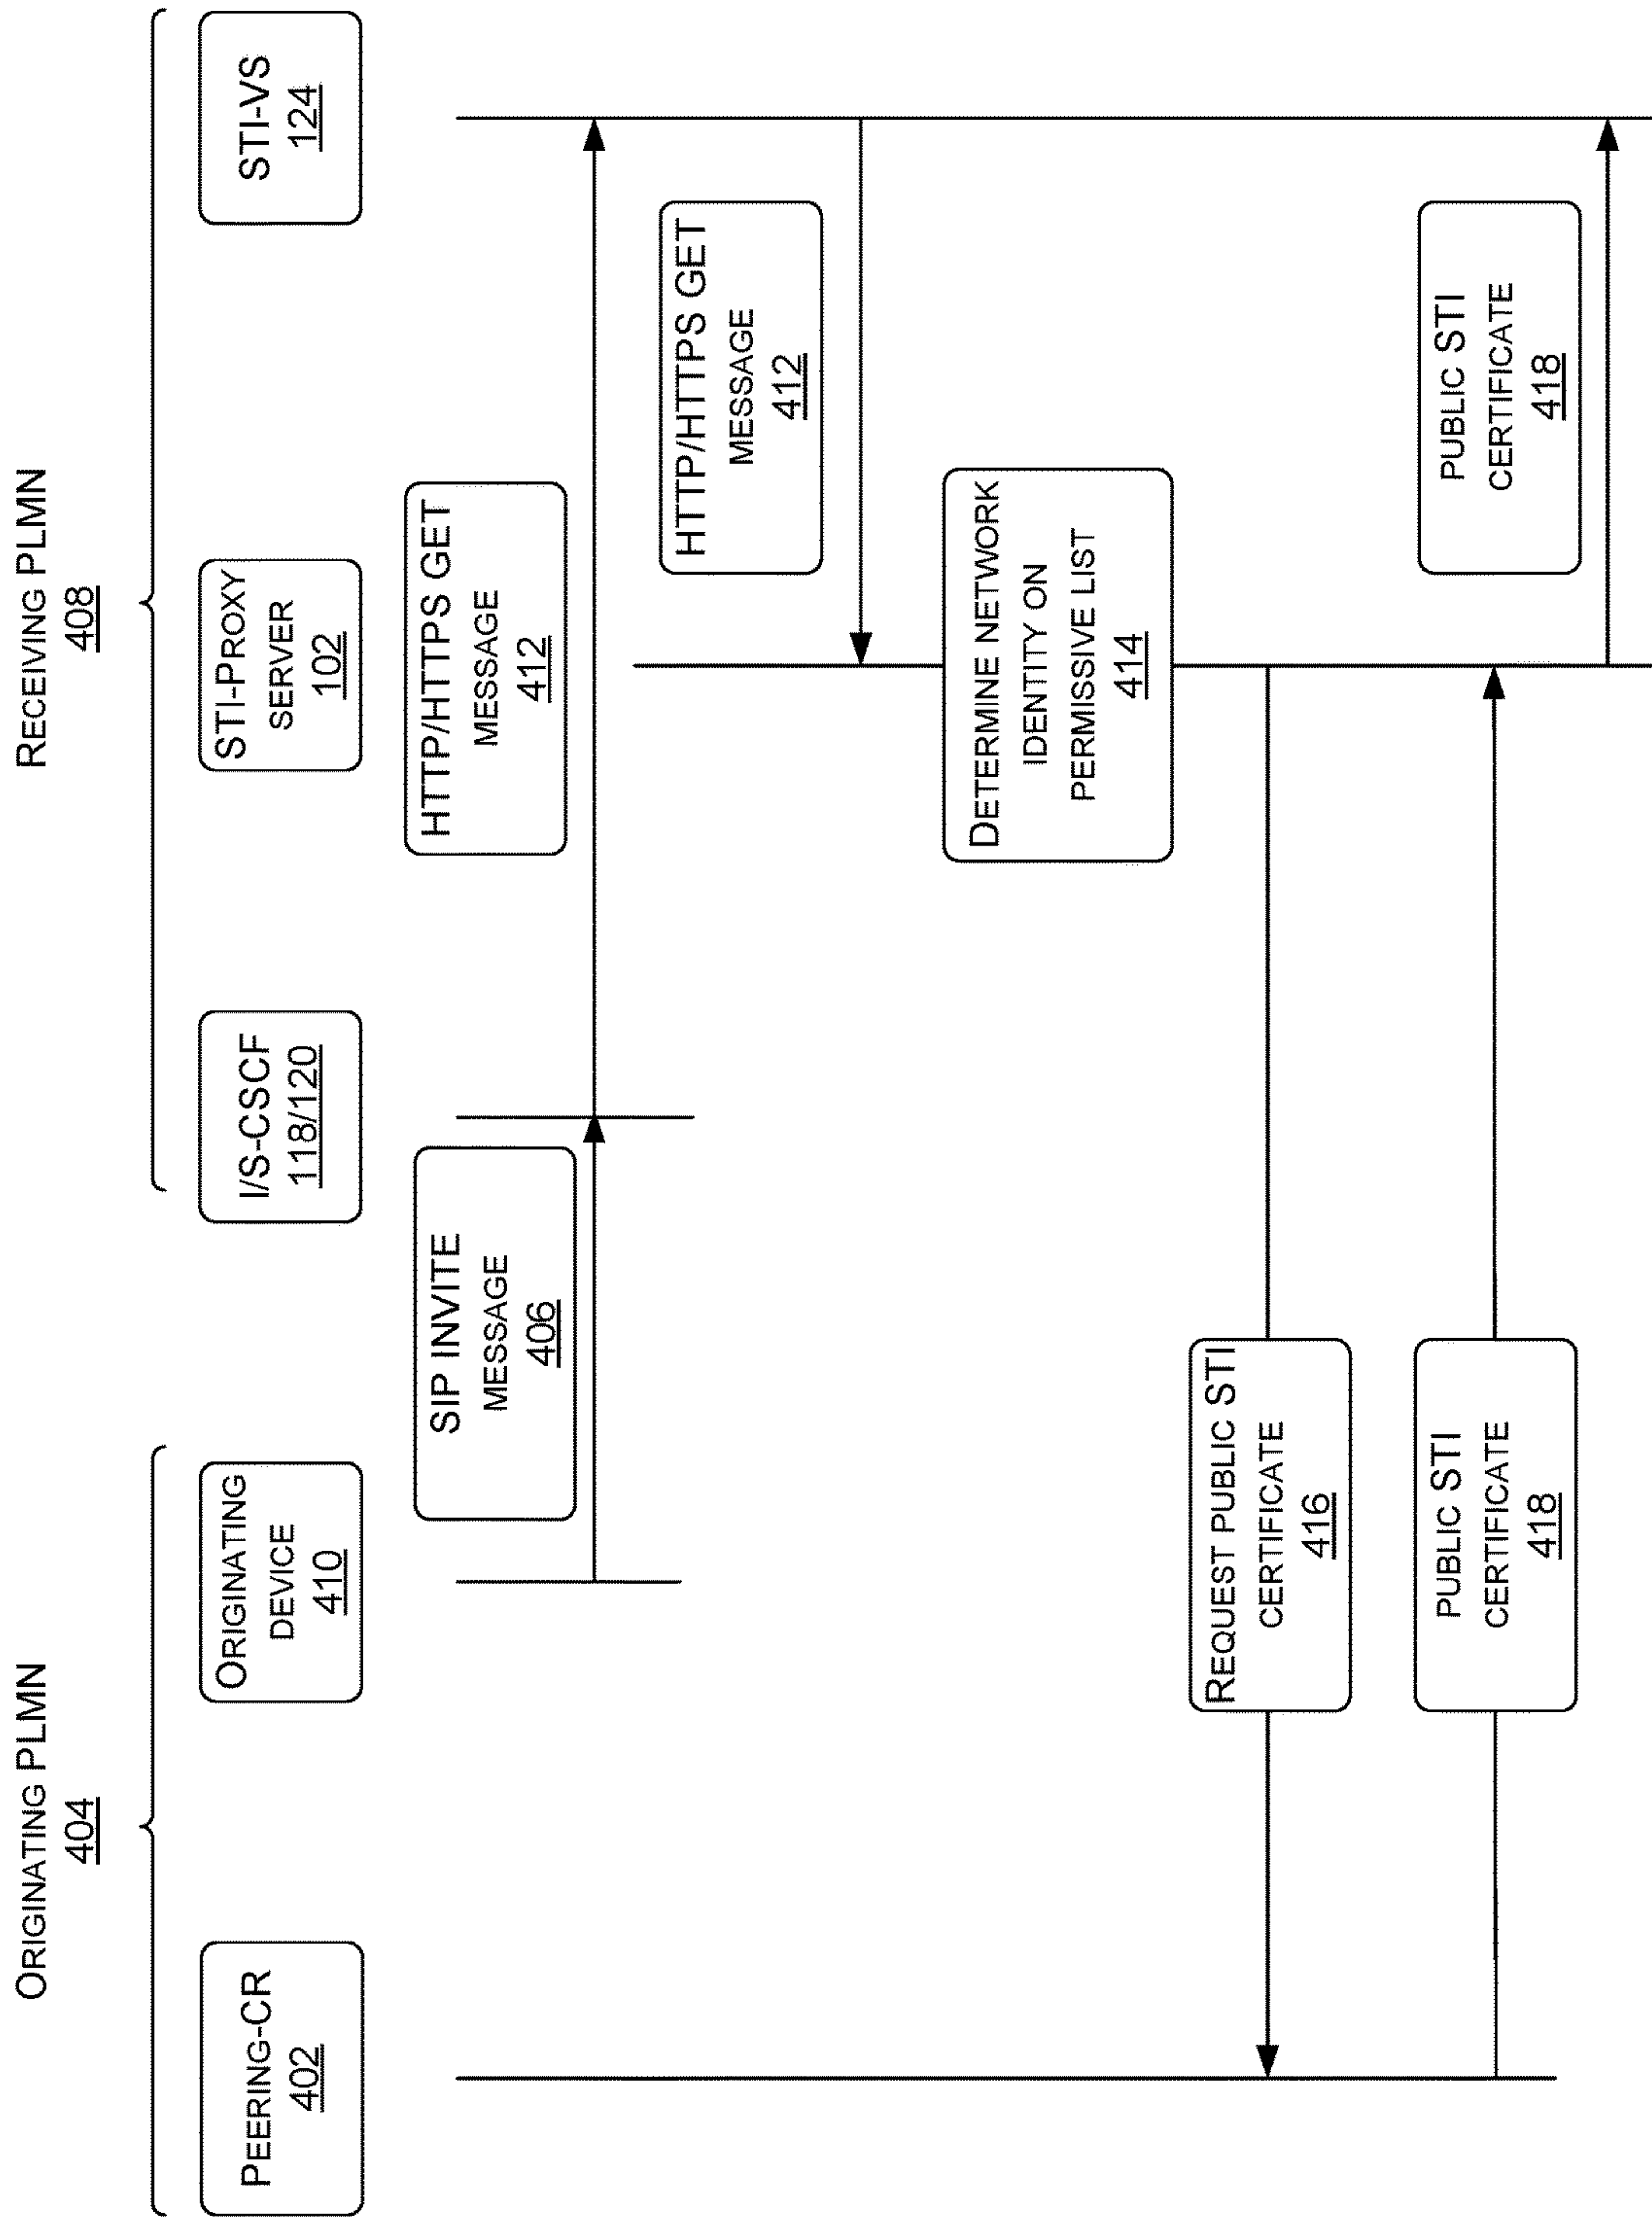 ORIGINATING PLMN
404
RECEIVING PLMN
408
PEERING-CR
402
ORIGINATING
DEVICE
410
I/S-CSCF
118/120
STI-PROXY
SERVER
102
STI-VS
124
SIP INVITE
MESSAGE
406
HTTP/HTTPS GET
MESSAGE
412
HTTP/HTTPS GET
MESSAGE
412
DETERMINE NETWORK
IDENTITY ON
PERMISSIVE LIST
414
REQUEST PUBLIC STI
CERTIFICATE
416
PUBLIC STI
CERTIFICATE
418
PUBLIC STI
CERTIFICATE
418